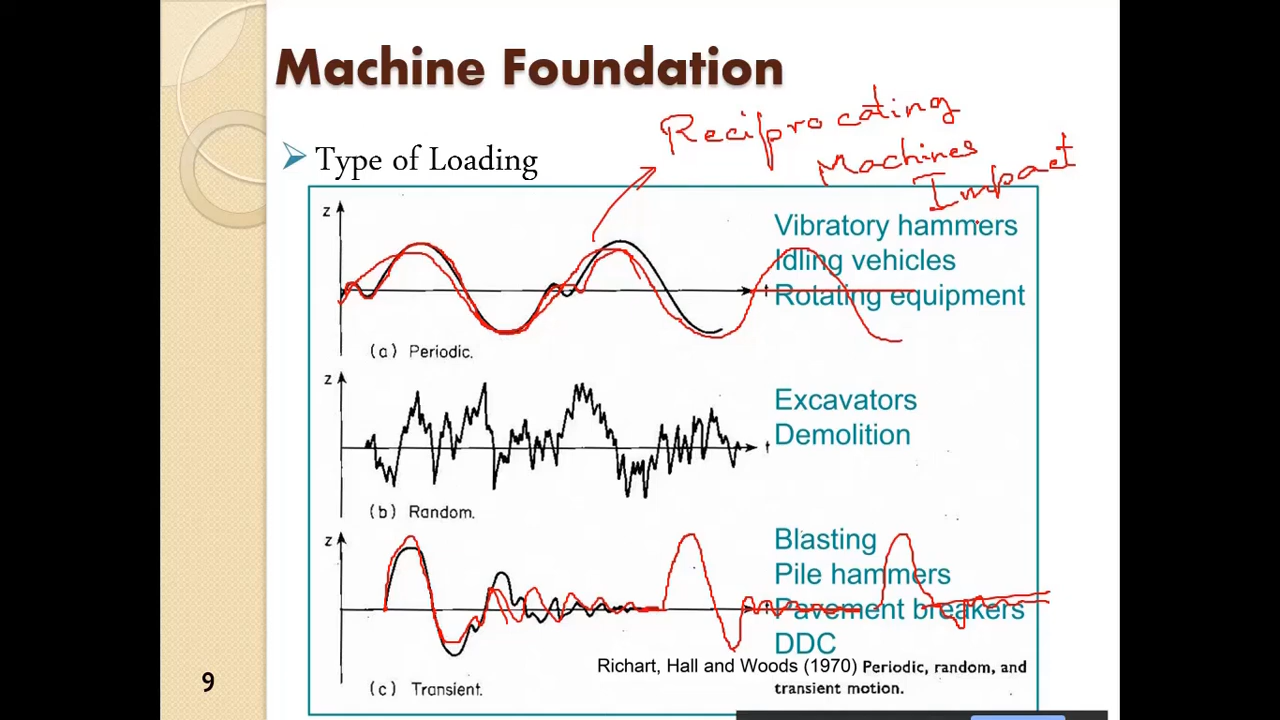 Machine Foundation
Reciprocating
Machines
Impact
Type of Loading
z
Vibratory hammers
Idling vehicles
t
Rotating equipment
(a) Periodic.
z
Excavators
Demolition
t
(b) Random.
z
Blasting
Pile hammers
t
Pavement breakers
DDC
Richart, Hall and Woods (1970) Periodic, random, and
transient motion.
(c) Transient.
9